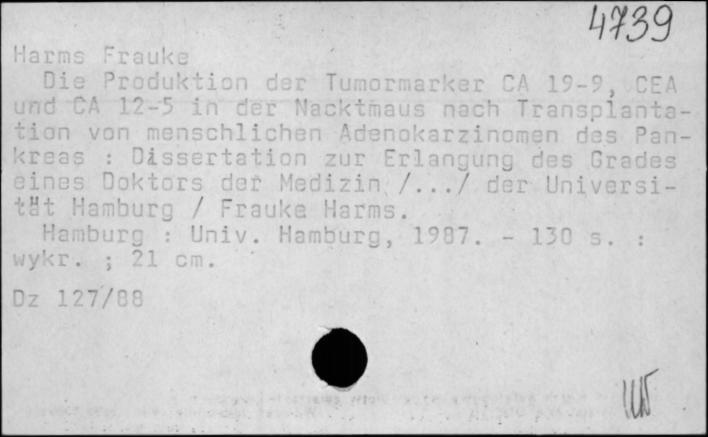 4739
Harms Frauke
Die Produktion der Tumormarker CA 19-9, CEA
und CA 12-5 in der Nacktmaus nach Transplanta-
tion von menschlichen Adenokarzinomen des Pan-
kreas : Dissertation zur Erlangung des Grades
eines Doktors der Medizin /.../ der Universi-
tät Hamburg / Frauke Harms.
Hamburg : Univ. Hamburg, 1987. - 130 s. :
wykr. ; 21 cm.
Dz 127/88